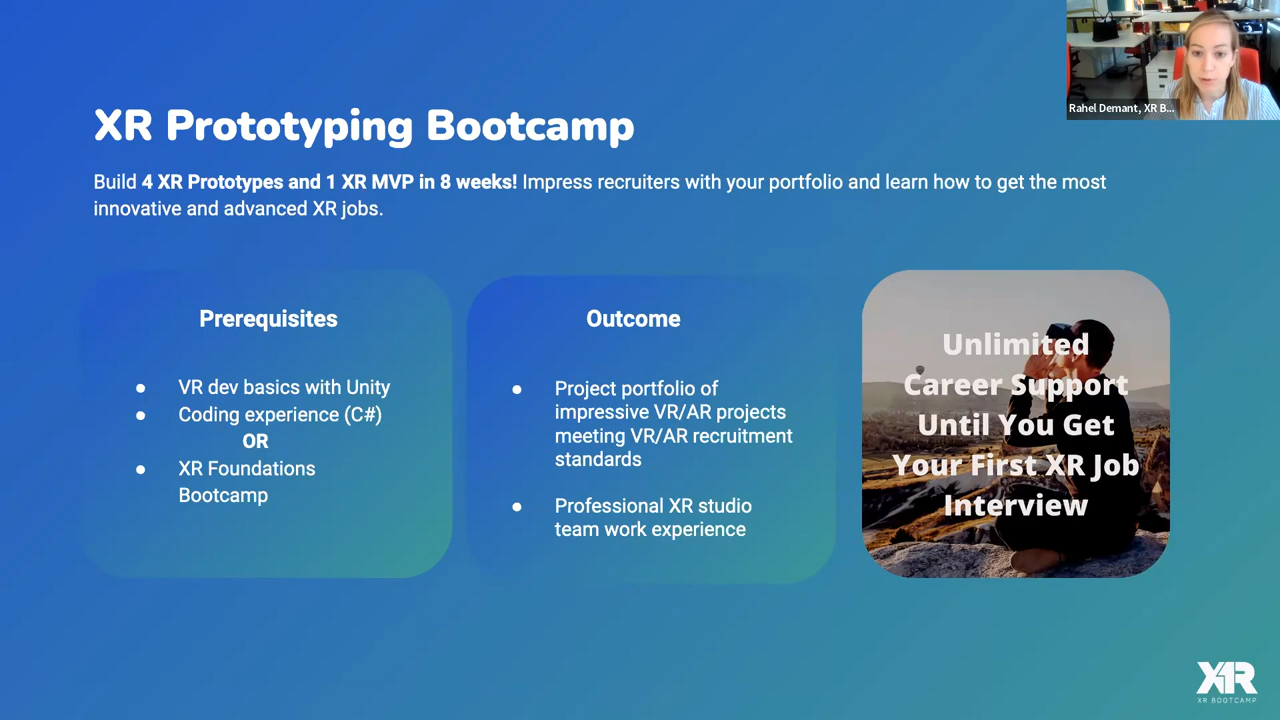 Rahel Demant, XR B...
XR Prototyping Bootcamp
Build 4 XR Prototypes and 1 XR MVP in 8 weeks! Impress recruiters with your portfolio and learn how to get the most
innovative and advanced XR jobs.
Prerequisites
● VR dev basics with Unity
● Coding experience (C#)
OR
● XR Foundations
Bootcamp
Outcome
● Project portfolio of
impressive VR/AR projects
meeting VR/AR recruitment
standards
● Professional XR studio
team work experience
Unlimited
Career Support
Until You Get
Your First XR Job
Interview
XR
XR BOOTCAMP